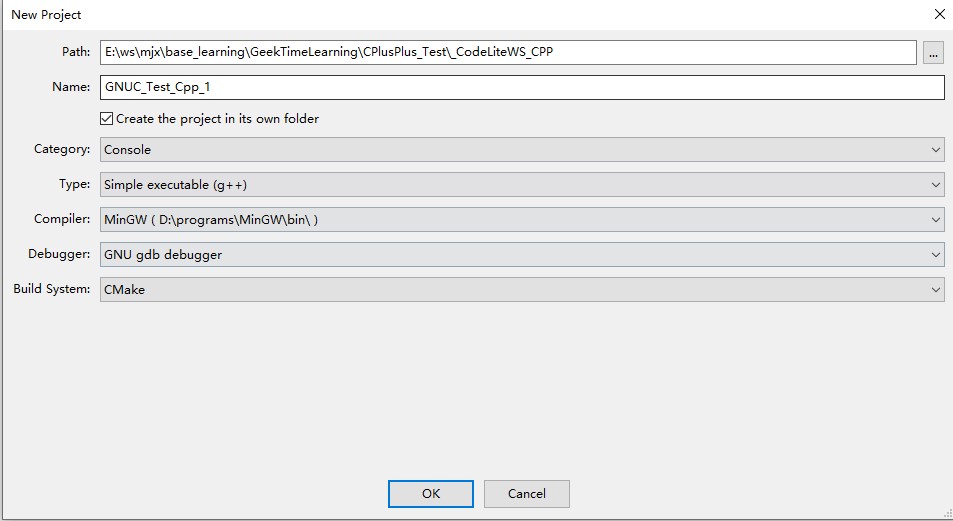 New Project
Path: E:\ws\mjx\base_learning\GeekTimeLearning\CPlusPlus_Test\_CodeLiteWS_CPP ...
Name: GNUC_Test_Cpp_1
Create the project in its own folder
Category: Console
Type: Simple executable (g++)
Compiler: MinGW ( D:\programs\MinGW\bin\ )
Debugger: GNU gdb debugger
Build System: CMake
OK Cancel